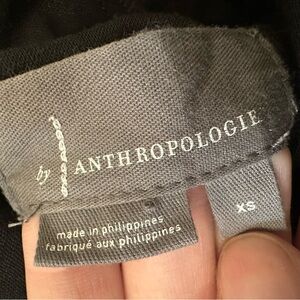 by ANTHROPOLOGIE
made in philippines
fabriqué aux philippines
XS